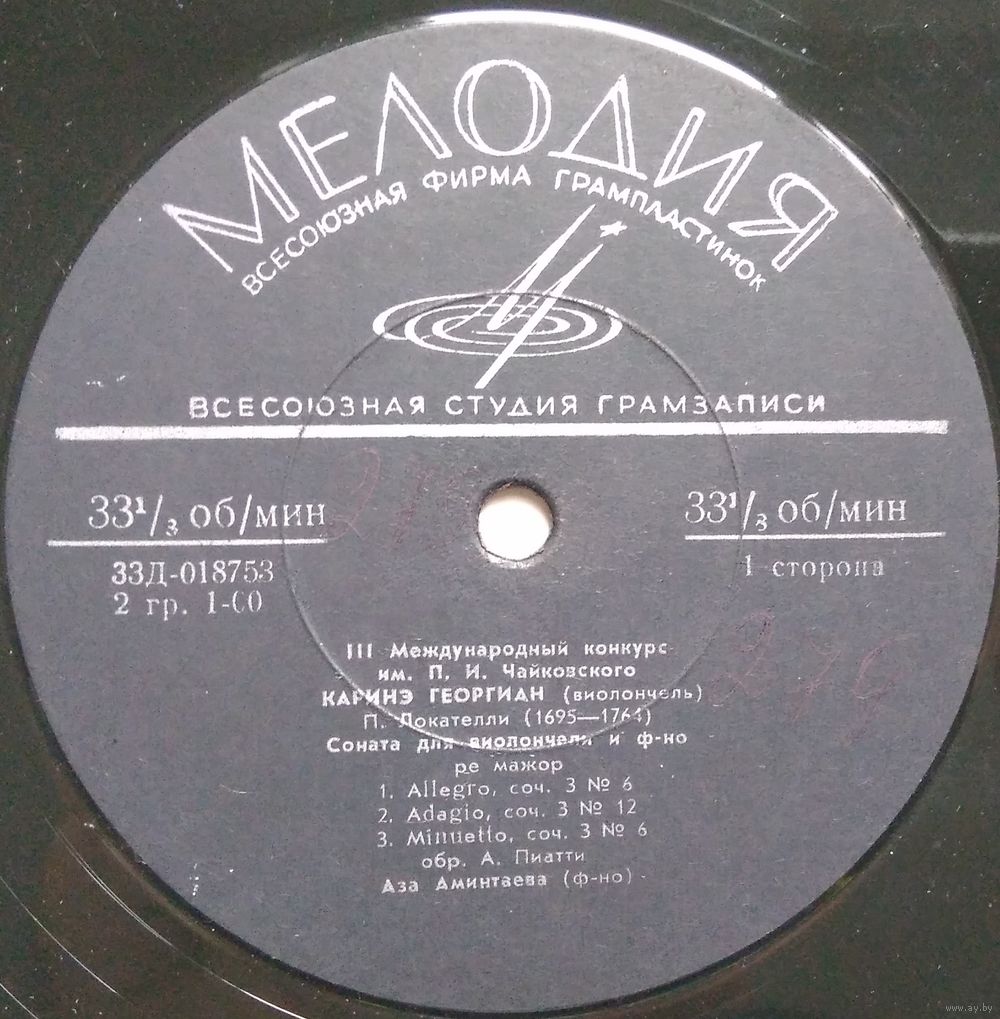 МЕЛОДИЯ
ВСЕСОЮЗНАЯ ФИРМА ГРАМПЛАСТИНОК
ВСЕСОЮЗНАЯ СТУДИЯ ГРАМЗАПИСИ
33¹/₃ об/мин
33¹/₃ об/мин
33Д-018753
1 сторона
2 гр. 1-00
III Международный конкурс
им. П. И. Чайковского
КАРИНЭ ГЕОРГИАН (виолончель)
П. Локателли (1695—1764)
Соната для виолончели и ф-но
ре мажор
1. Allegro, соч. 3 № 6
2. Adagio, соч. 3 № 12
3. Minuetto, соч. 3 № 6
обр. А. Пиатти
Аза Аминтаева (ф-но)
www.ay.by